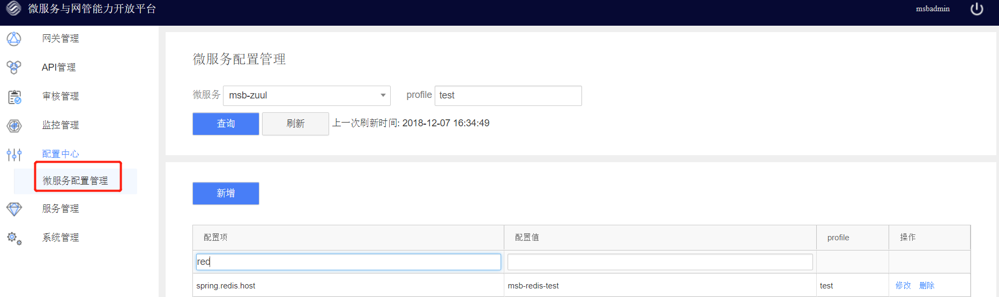 微服务与网管能力开放平台
msbadmin
网关管理
API管理
审核管理
监控管理
配置中心
微服务配置管理
服务管理
系统管理
微服务配置管理
微服务 msb-zuul profile test
查询 刷新 上一次刷新时间: 2018-12-07 16:34:49
新增
配置项 配置值 profile 操作
red
spring.redis.host msb-redis-test test 修改 删除